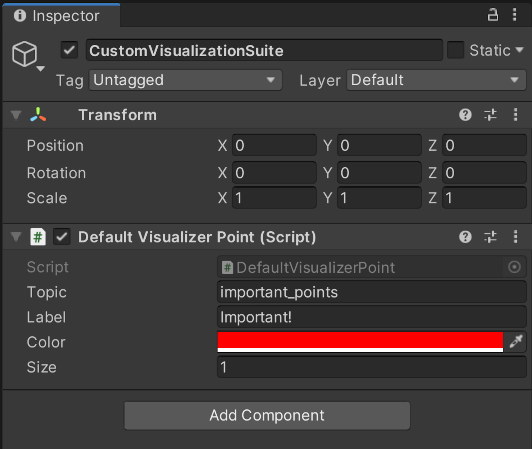 Inspector
CustomVisualizationSuite Static
Tag Untagged Layer Default
Transform
Position X 0 Y 0 Z 0
Rotation X 0 Y 0 Z 0
Scale X 1 Y 1 Z 1
# Default Visualizer Point (Script)
Script # DefaultVisualizerPoint
Topic important_points
Label Important!
Color
Size 1
Add Component